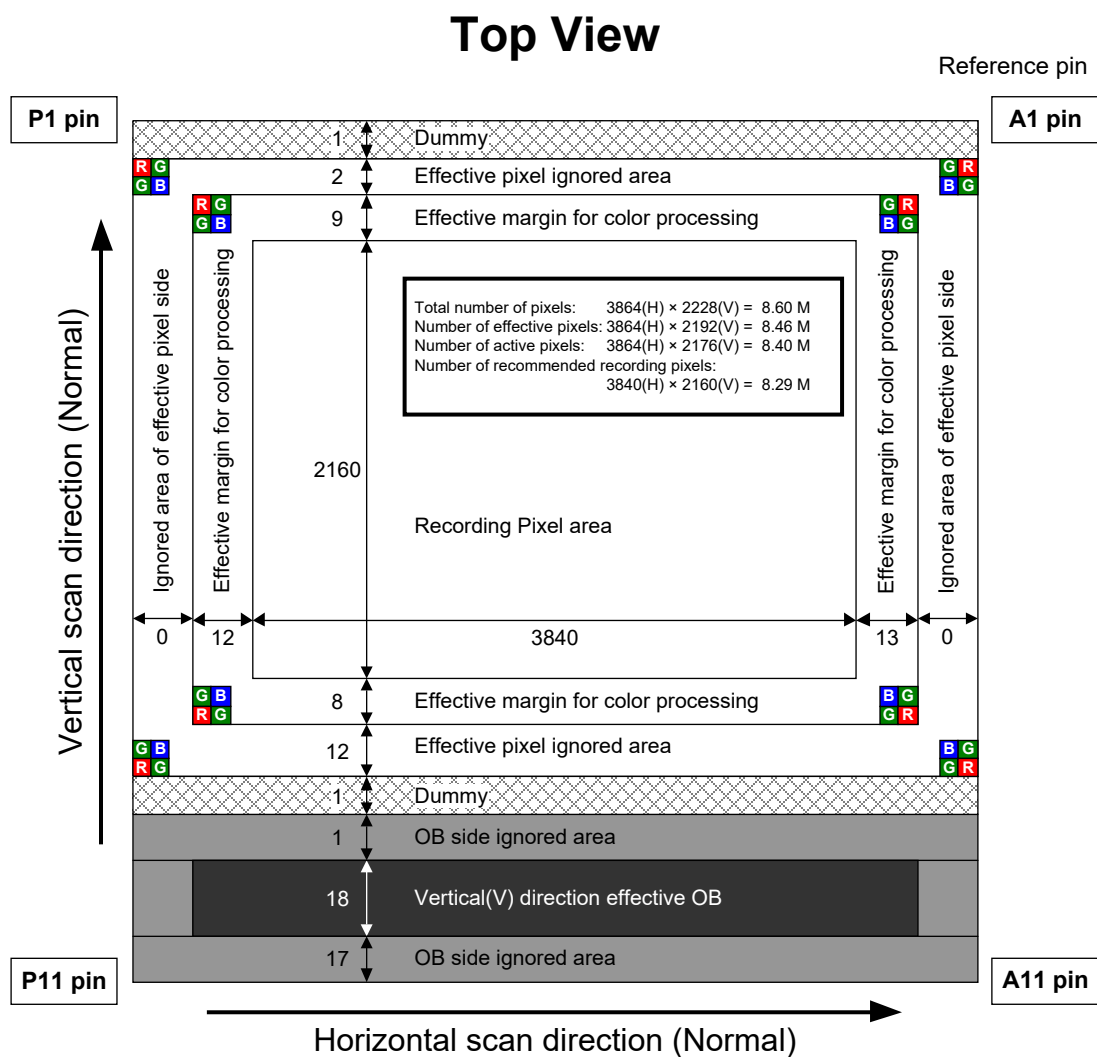 Top View
Reference pin
P1 pin
A1 pin
1 Dummy
R G G R
G B B G
2 Effective pixel ignored area
R G G R
G B B G
9 Effective margin for color processing
Vertical scan direction (Normal)
Ignored area of effective pixel side
Effective margin for color processing
Total number of pixels: 3864(H) × 2228(V) = 8.60 M
Number of effective pixels: 3864(H) × 2192(V) = 8.46 M
Number of active pixels: 3864(H) × 2176(V) = 8.40 M
Number of recommended recording pixels:
3840(H) × 2160(V) = 8.29 M
Effective margin for color processing
Ignored area of effective pixel side
2160
Recording Pixel area
0 12 3840 13 0
G B B G
R G G R
8 Effective margin for color processing
12 Effective pixel ignored area
G B B G
R G G R
1 Dummy
1 OB side ignored area
18 Vertical(V) direction effective OB
17 OB side ignored area
P11 pin
A11 pin
Horizontal scan direction (Normal)